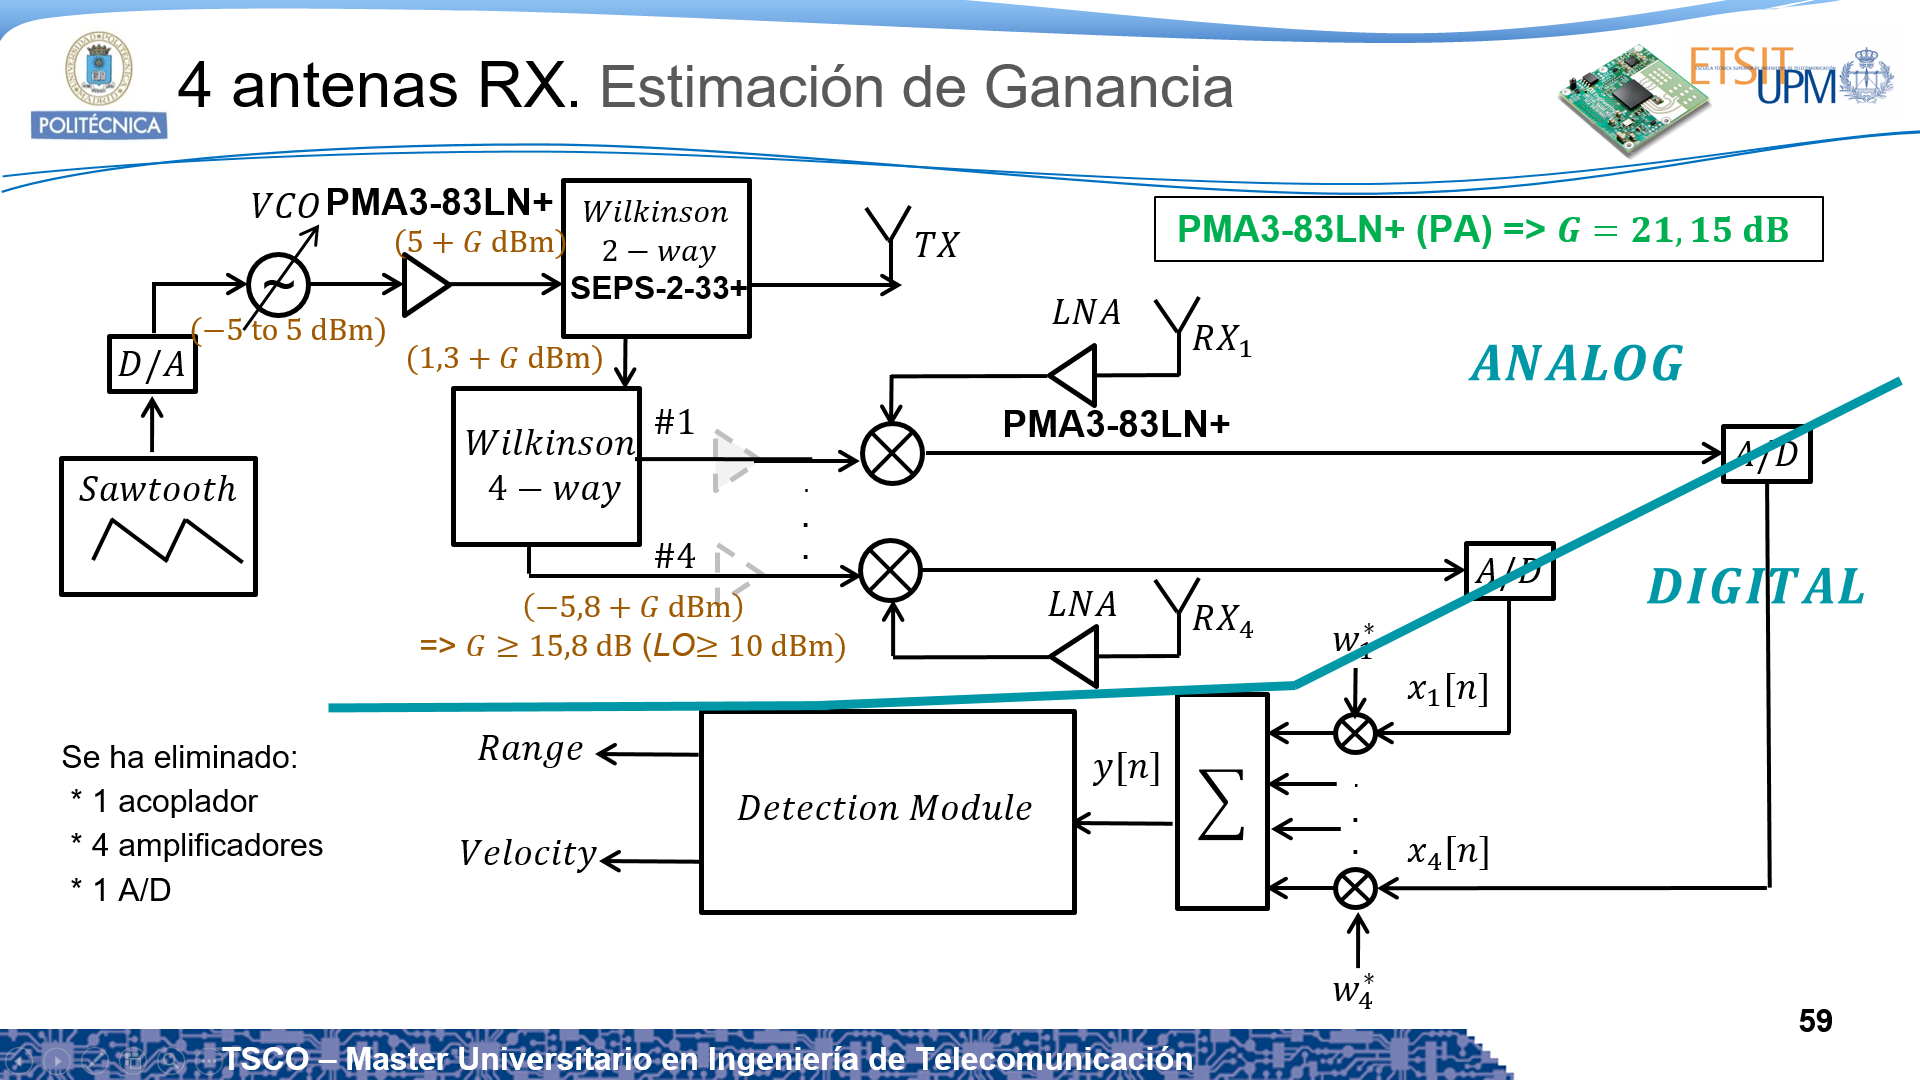 4 antenas RX. Estimación de Ganancia
POLITÉCNICA
ETSIT
UPM
VCO
PMA3-83LN+
(5 + G dBm)
Wilkinson
2 − way
SEPS-2-33+
TX
PMA3-83LN+ (PA) => G = 21, 15 dB
~
(−5 to 5 dBm)
D/A
(1,3 + G dBm)
LNA
RX₁
ANALOG
Wilkinson
4 − way
#1
PMA3-83LN+
A/D
Sawtooth
#4
A/D
DIGITAL
(−5,8 + G dBm)
=> G ≥ 15,8 dB (LO≥ 10 dBm)
LNA
RX₄
w₁*
x₁[n]
Se ha eliminado:
* 1 acoplador
* 4 amplificadores
* 1 A/D
Range
Velocity
Detection Module
y[n]
∑
x₄[n]
w₄*
59
TSCO – Master Universitario en Ingeniería de Telecomunicación